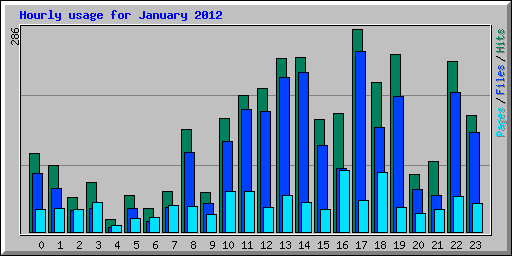 Hourly usage for January 2012
286
Pages/Files/Hits
0 1 2 3 4 5 6 7 8 9 10 11 12 13 14 15 16 17 18 19 20 21 22 23